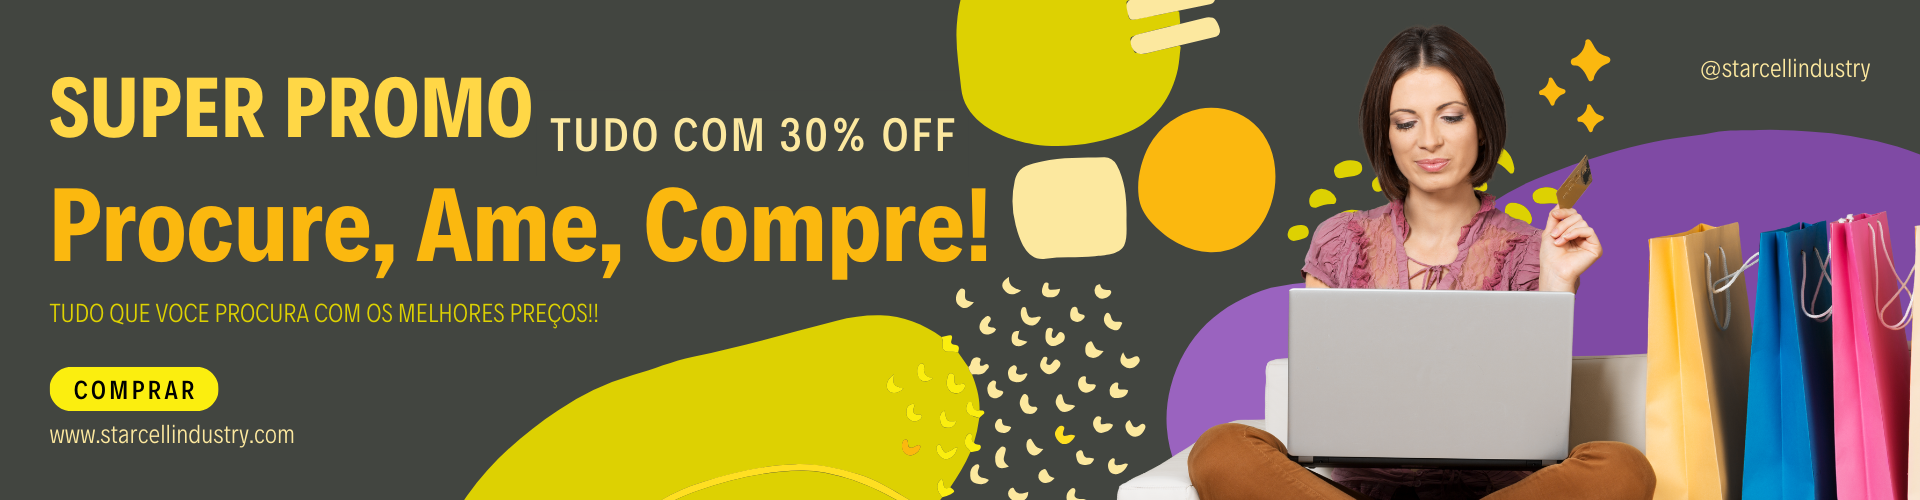 SUPER PROMO TUDO COM 30% OFF
Procure, Ame, Compre!
TUDO QUE VOCE PROCURA COM OS MELHORES PREÇOS!!
COMPRAR
www.starcellindustry.com
@starcellindustry